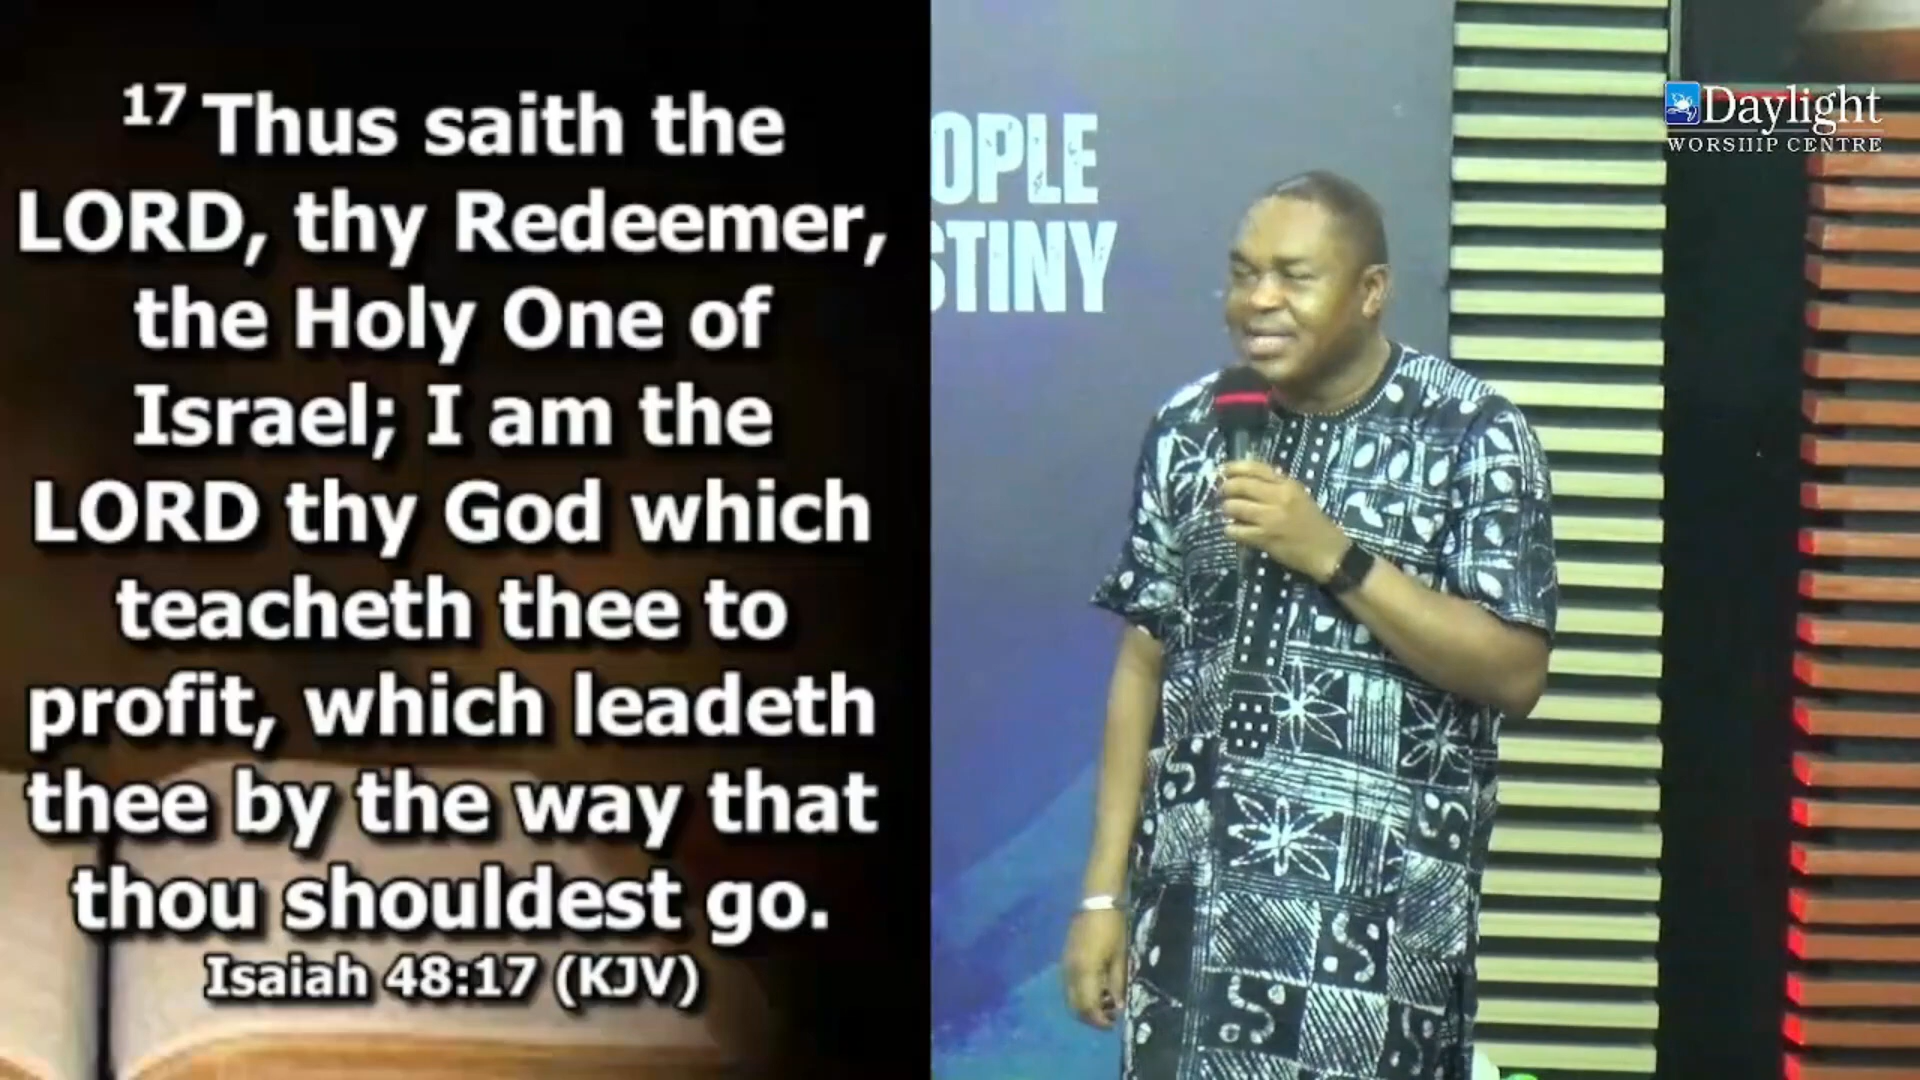 17 Thus saith the
LORD, thy Redeemer,
the Holy One of
Israel; I am the
LORD thy God which
teacheth thee to
profit, which leadeth
thee by the way that
thou shouldest go.
Isaiah 48:17 (KJV)
OPLE
STINY
Daylight
WORSHIP CENTRE